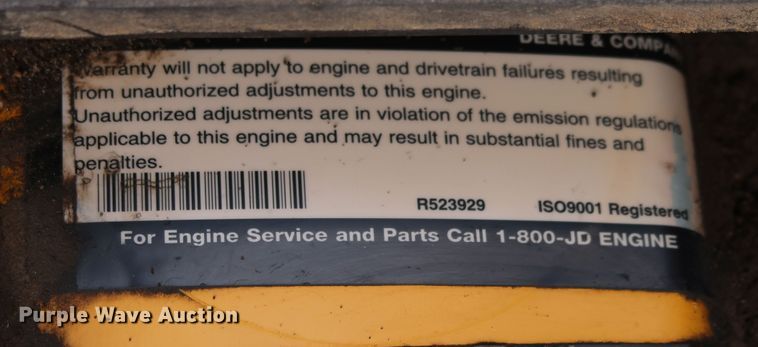 DEERE & COMPA
Warranty will not apply to engine and drivetrain failures resulting
from unauthorized adjustments to this engine.
Unauthorized adjustments are in violation of the emission regulations
applicable to this engine and may result in substantial fines and
penalties.
R523929 ISO9001 Registered
For Engine Service and Parts Call 1-800-JD ENGINE
Purple Wave Auction